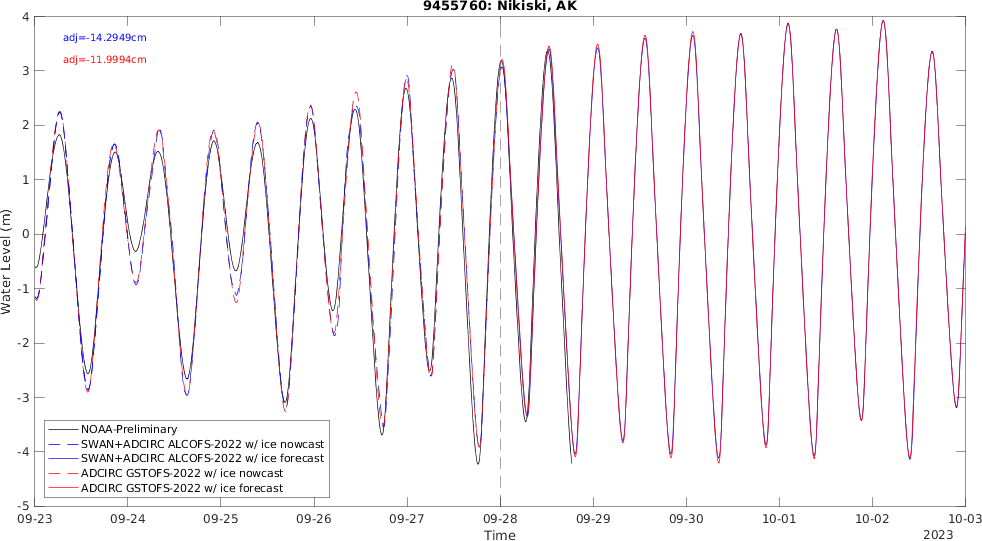 9455760: Nikiski, AK
adj=-14.2949cm
adj=-11.9994cm
Water Level (m)
4
3
2
1
0
-1
-2
-3
-4
-5
NOAA-Preliminary
SWAN+ADCIRC ALCOFS-2022 w/ ice nowcast
SWAN+ADCIRC ALCOFS-2022 w/ ice forecast
ADCIRC GSTOFS-2022 w/ ice nowcast
ADCIRC GSTOFS-2022 w/ ice forecast
09-23 09-24 09-25 09-26 09-27 09-28 09-29 09-30 10-01 10-02 10-03
Time
2023